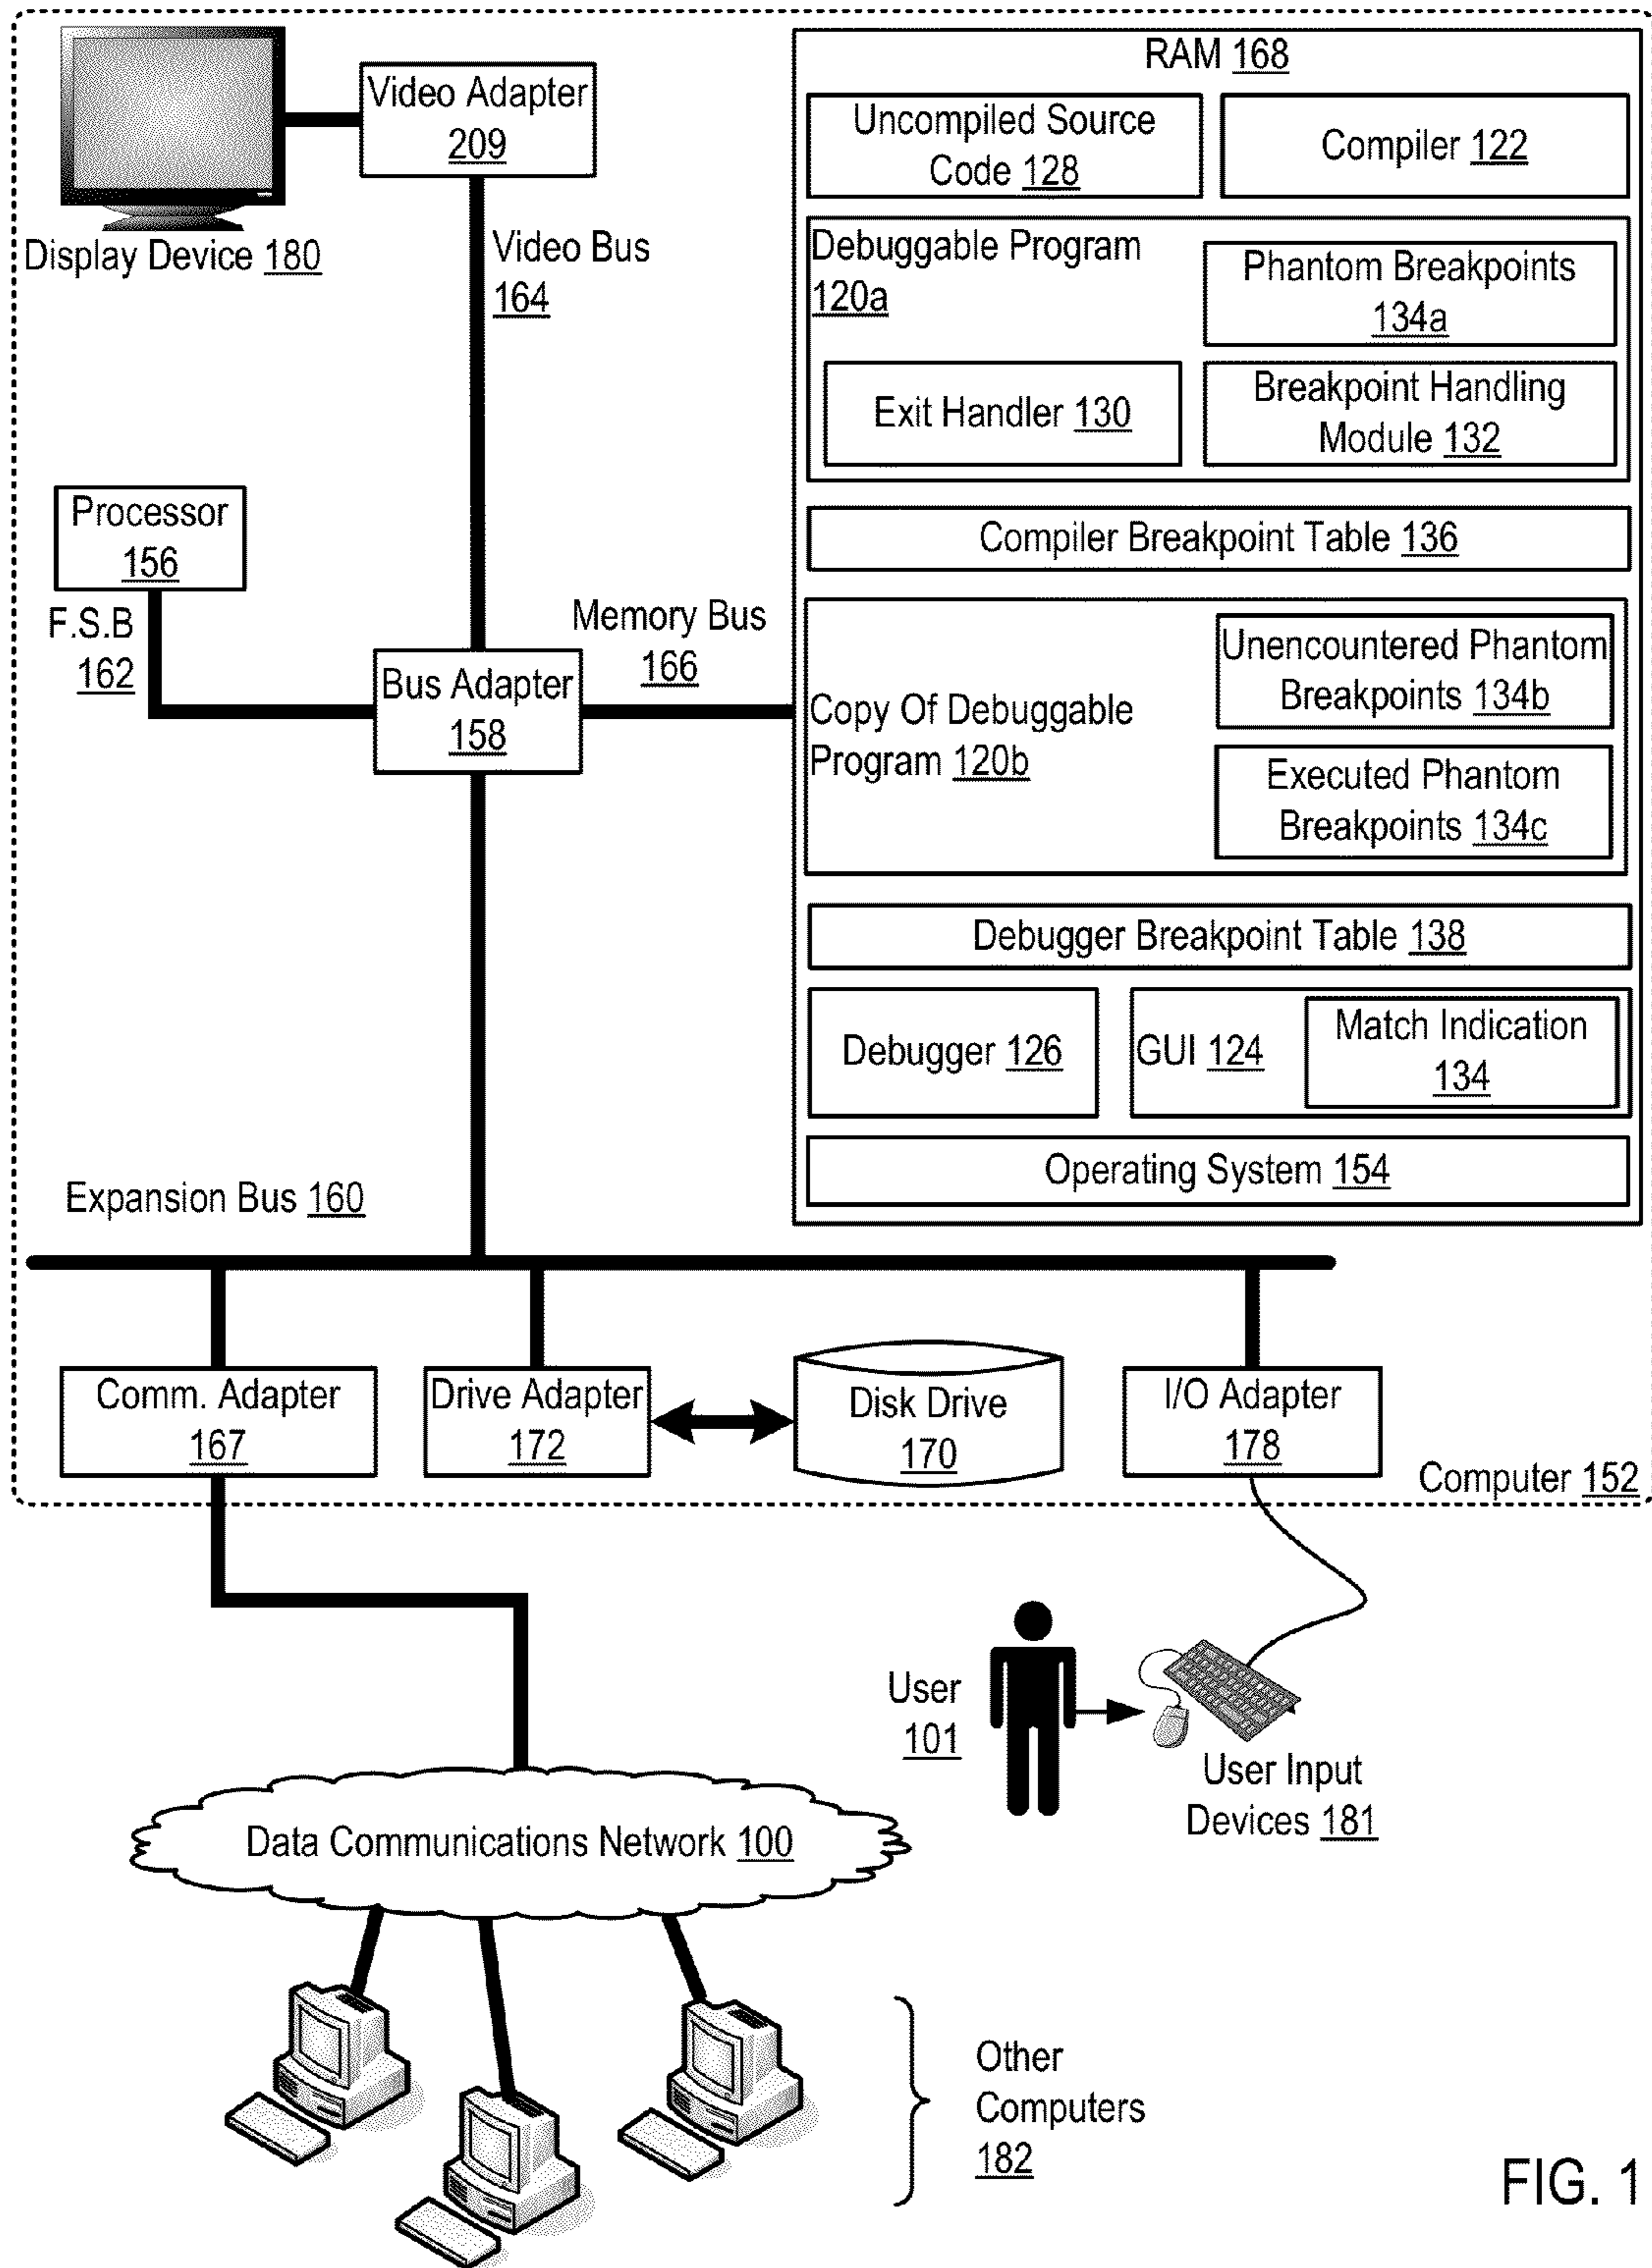 RAM 168
Video Adapter
209
Uncompiled Source
Code 128
Compiler 122
Display Device 180
Video Bus
164
Debuggable Program
120a
Phantom Breakpoints
134a
Exit Handler 130
Breakpoint Handling
Module 132
Processor
156
Compiler Breakpoint Table 136
F.S.B
162
Memory Bus
166
Bus Adapter
158
Copy Of Debuggable
Program 120b
Unencountered Phantom
Breakpoints 134b
Executed Phantom
Breakpoints 134c
Debugger Breakpoint Table 138
Debugger 126
GUI 124
Match Indication
134
Operating System 154
Expansion Bus 160
Comm. Adapter
167
Drive Adapter
172
Disk Drive
170
I/O Adapter
178
Computer 152
User
101
User Input
Devices 181
Data Communications Network 100
Other
Computers
182
FIG. 1